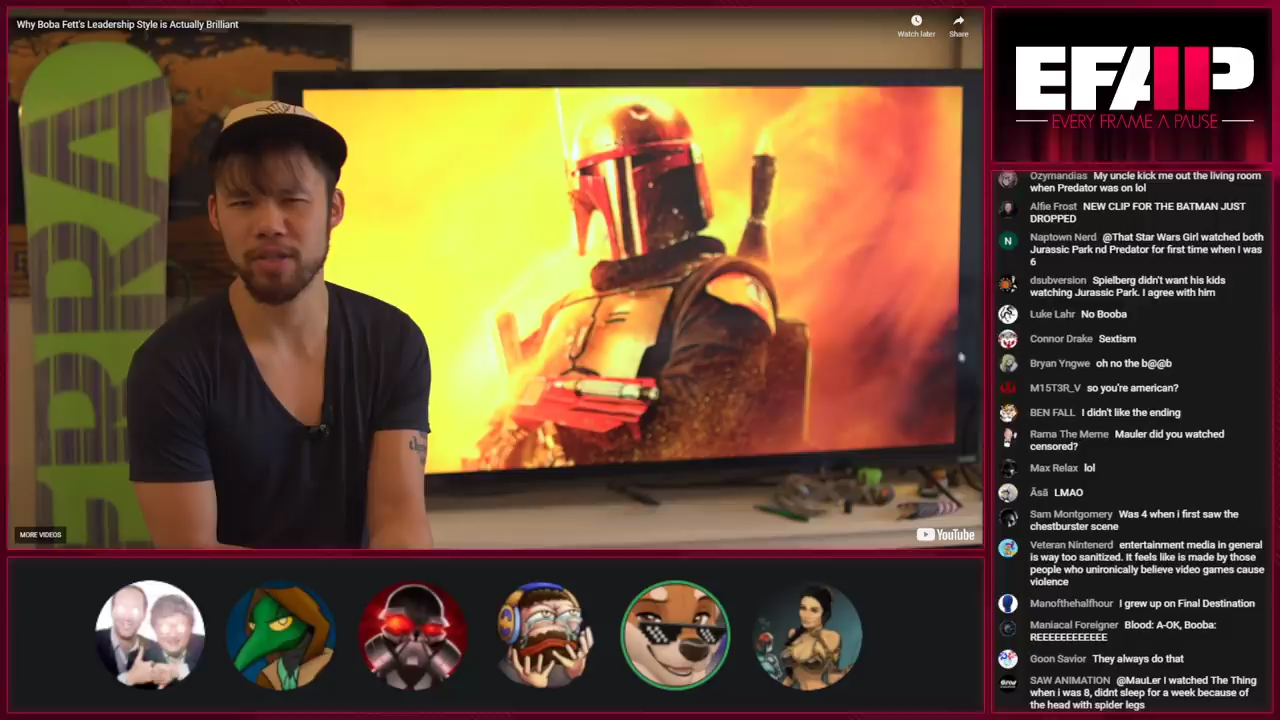 Why Boba Fett's Leadership Style is Actually Brilliant
Watch later
Share
MORE VIDEOS
YouTube
EFAP
EVERY FRAME A PAUSE
Ozymandias My uncle kick me out the living room
when Predator was on lol
Alfie Frost NEW CLIP FOR THE BATMAN JUST
DROPPED
N
Naptown Nerd @That Star Wars Girl watched both
Jurassic Park nd Predator for first time when I was
6
dsubversion Spielberg didn't want his kids
watching Jurassic Park. I agree with him
Luke Lahr No Booba
Connor Drake Sextism
Bryan Yngwe oh no the b@@b
M15T3R_V so you're american?
BEN FALL I didn't like the ending
Rama The Meme Mauler did you watched
censored?
Max Relax lol
Äsä LMAO
Sam Montgomery Was 4 when i first saw the
chestburster scene
Veteran Nintenerd entertainment media in general
is way too sanitized. It feels like is made by those
people who unironically believe video games cause
violence
Manofthehalfhour I grew up on Final Destination
Maniacal Foreigner Blood: A-OK, Booba:
REEEEEEEEEEEE
Goon Savior They always do that
SAW ANIMATION @MauLer I watched The Thing
when i was 8, didnt sleep for a week because of
the head with spider legs